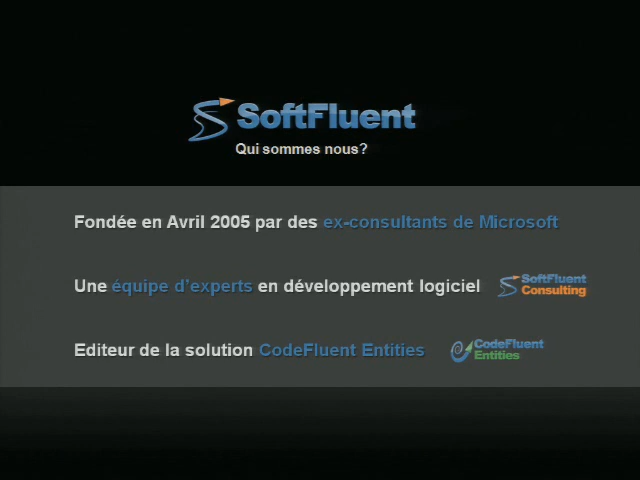 SoftFluent
Qui sommes nous?
Fondée en Avril 2005 par des ex-consultants de Microsoft
Une équipe d'experts en développement logiciel
SoftFluent
Consulting
Editeur de la solution CodeFluent Entities
CodeFluent
Entities